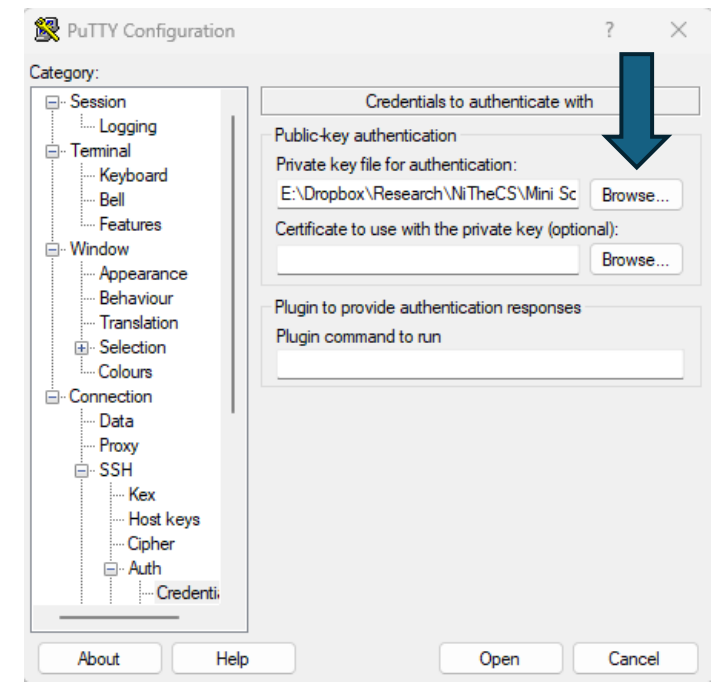 PuTTY Configuration
?
Category:
Session
Logging
Terminal
Keyboard
Bell
Features
Window
Appearance
Behaviour
Translation
Selection
Colours
Connection
Data
Proxy
SSH
Kex
Host keys
Cipher
Auth
Credentia
Credentials to authenticate with
Public-key authentication
Private key file for authentication:
E:\Dropbox\Research\NiTheCS\Mini Sc Browse...
Certificate to use with the private key (optional):
Browse...
Plugin to provide authentication responses
Plugin command to run
About Help Open Cancel